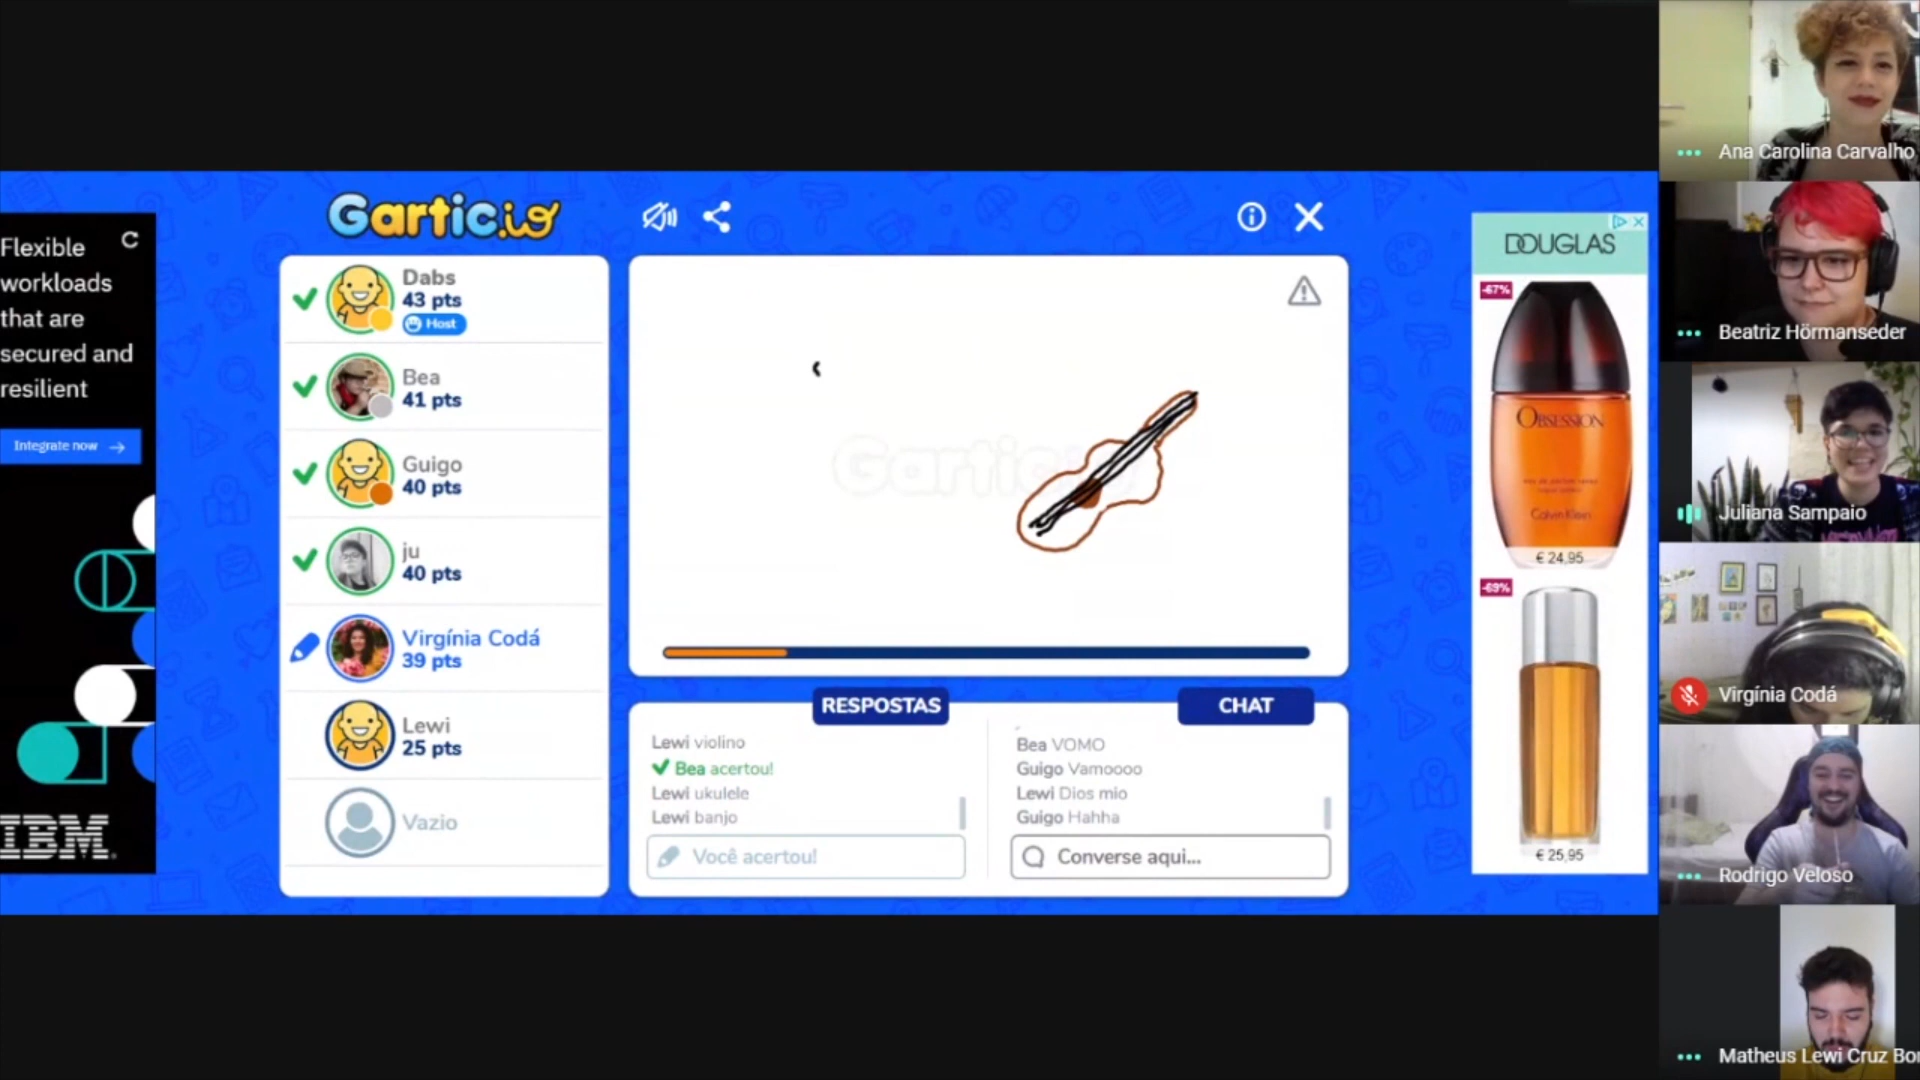 Flexible
workloads
that are
secured and
resilient
Integrate now
IBM
Gartic.io
Dabs
43 pts
Host
Bea
41 pts
Guigo
40 pts
ju
40 pts
Virgínia Codá
39 pts
Lewi
25 pts
Vazio
RESPOSTAS
Lewi violino
Bea acertou!
Lewi ukulele
Lewi banjo
Você acertou!
CHAT
Bea VOMO
Guigo Vamoooo
Lewi Dios mio
Guigo Hahha
Converse aqui...
DOUGLAS
-67%
OBSESSION
Calvin Klein
€ 24,95
-69%
€ 25,95
Ana Carolina Carvalho
Beatriz Hörmanseder
Juliana Sampaio
Virgínia Codá
Rodrigo Veloso
Matheus Lewi Cruz Bo